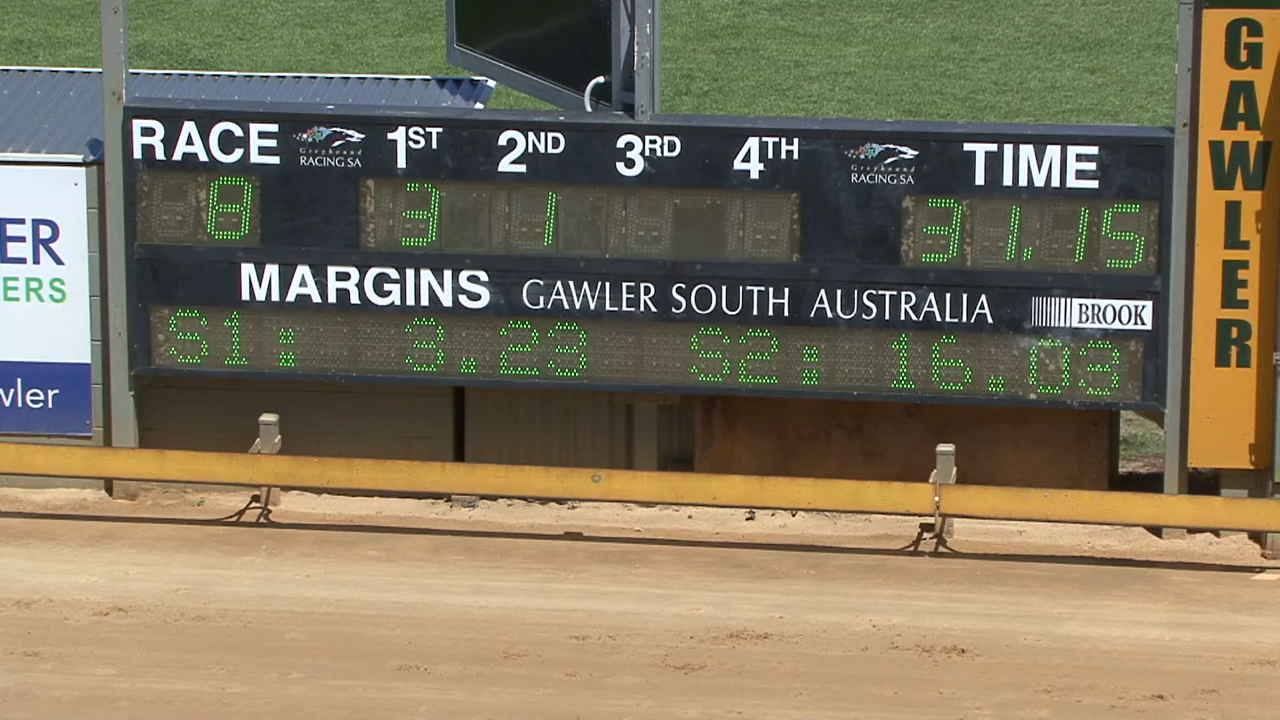 RACE
Greyhound
RACING SA
1ST 2ND 3RD 4TH
Greyhound
RACING SA
TIME
8 3 1 31.15
MARGINS GAWLER SOUTH AUSTRALIA BROOK
S1: 3.23 S2: 16.03
GAWLER
ER
ERS
wler